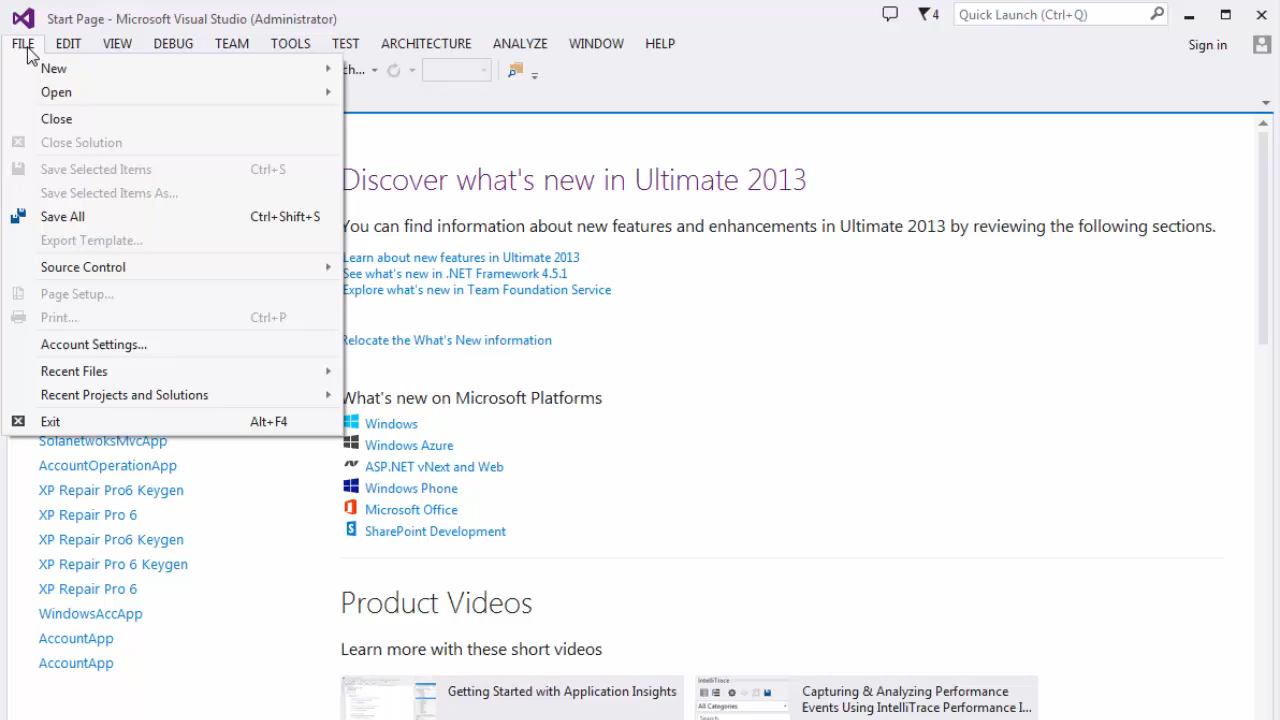 Start Page - Microsoft Visual Studio (Administrator)
4
Quick Launch (Ctrl+Q)
FILE EDIT VIEW DEBUG TEAM TOOLS TEST ARCHITECTURE ANALYZE WINDOW HELP
Sign in
New
Open
Close
Close Solution
Save Selected Items Ctrl+S
Save Selected Items As...
Save All Ctrl+Shift+S
Export Template...
Source Control
Page Setup...
Print... Ctrl+P
Account Settings...
Recent Files
Recent Projects and Solutions
Exit Alt+F4
SolanetwoksMvcApp
AccountOperationApp
XP Repair Pro6 Keygen
XP Repair Pro 6
XP Repair Pro6 Keygen
XP Repair Pro 6 Keygen
XP Repair Pro 6
WindowsAccApp
AccountApp
AccountApp
Discover what's new in Ultimate 2013
You can find information about new features and enhancements in Ultimate 2013 by reviewing the following sections.
Learn about new features in Ultimate 2013
See what's new in .NET Framework 4.5.1
Explore what's new in Team Foundation Service
Relocate the What's New information
What's new on Microsoft Platforms
Windows
Windows Azure
ASP.NET vNext and Web
Windows Phone
Microsoft Office
SharePoint Development
Product Videos
Learn more with these short videos
Getting Started with Application Insights
IntelliTrace
All Categories
Search
Capturing & Analyzing Performance
Events Using IntelliTrace Performance I...